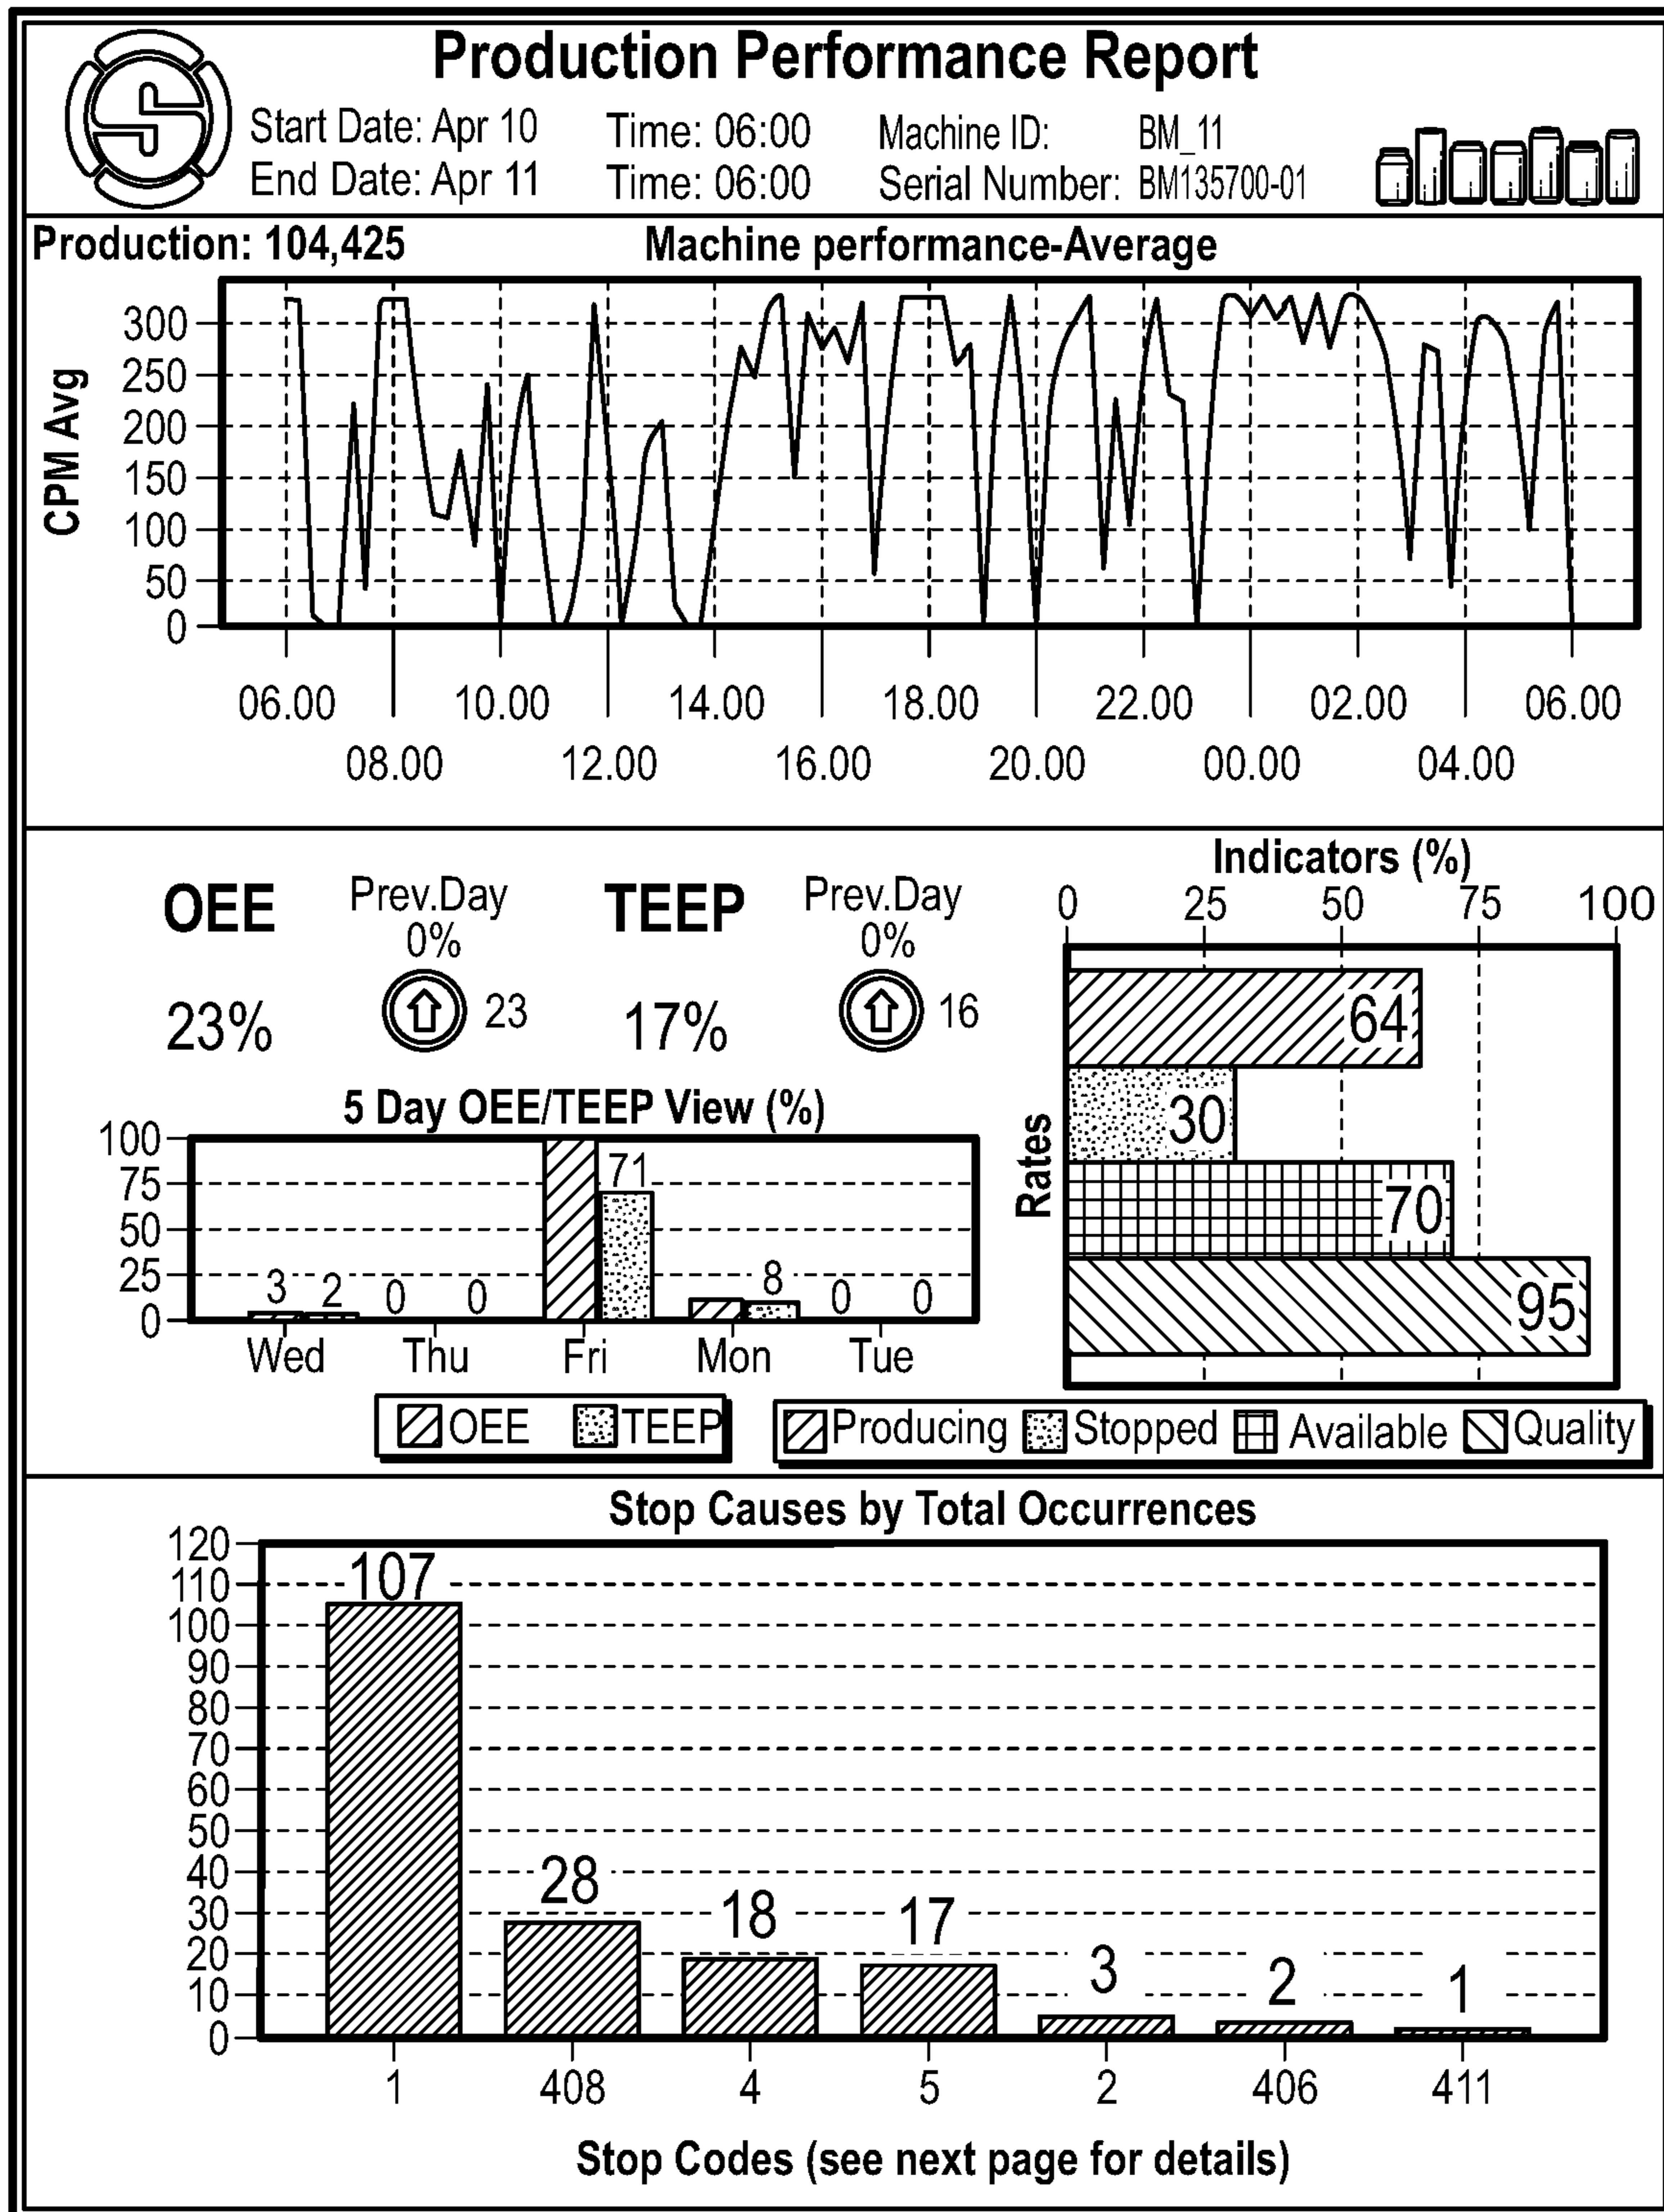 Production Performance Report
Start Date: Apr 10 Time: 06:00 Machine ID: BM_11
End Date: Apr 11 Time: 06:00 Serial Number: BM135700-01
Production: 104,425 Machine performance-Average
CPM Avg
300
250
200
150
100
50
0
06.00 10.00 14.00 18.00 22.00 02.00 06.00
08.00 12.00 16.00 20.00 00.00 04.00
OEE Prev.Day TEEP Prev.Day
0% 0%
23% 23 17% 16
5 Day OEE/TEEP View (%)
100
75
50
25
0
71
3 2 0 0 8 0 0
Wed Thu Fri Mon Tue
OEE TEEP
Indicators (%)
0 25 50 75 100
Rates
64
30
70
95
Producing Stopped Available Quality
Stop Causes by Total Occurrences
120
110
100
90
80
70
60
50
40
30
20
10
0
107 28 18 17 3 2 1
1 408 4 5 2 406 411
Stop Codes (see next page for details)